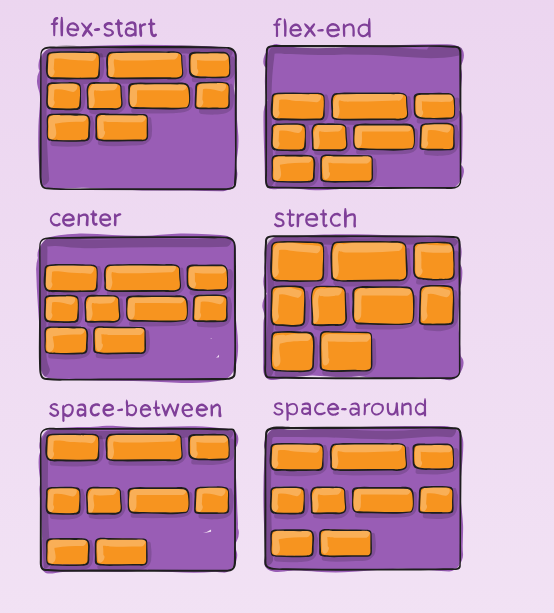 flex-start
flex-end
center
stretch
space-between
space-around